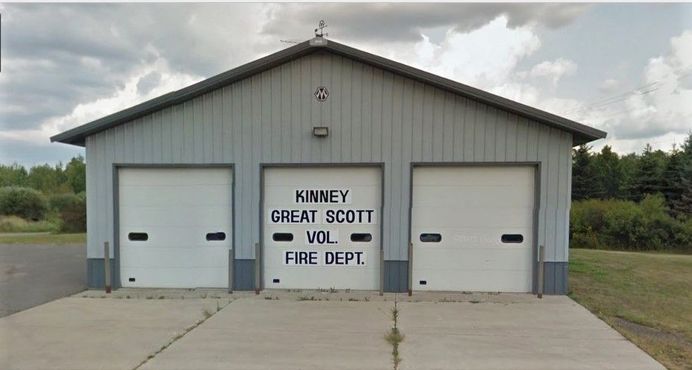 KINNEY
GREAT SCOTT
VOL.
FIRE DEPT.